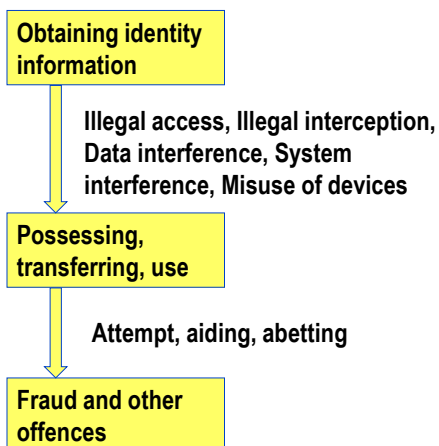 Obtaining identity
information
Illegal access, Illegal interception,
Data interference, System
interference, Misuse of devices
Possessing,
transferring, use
Attempt, aiding, abetting
Fraud and other
offences